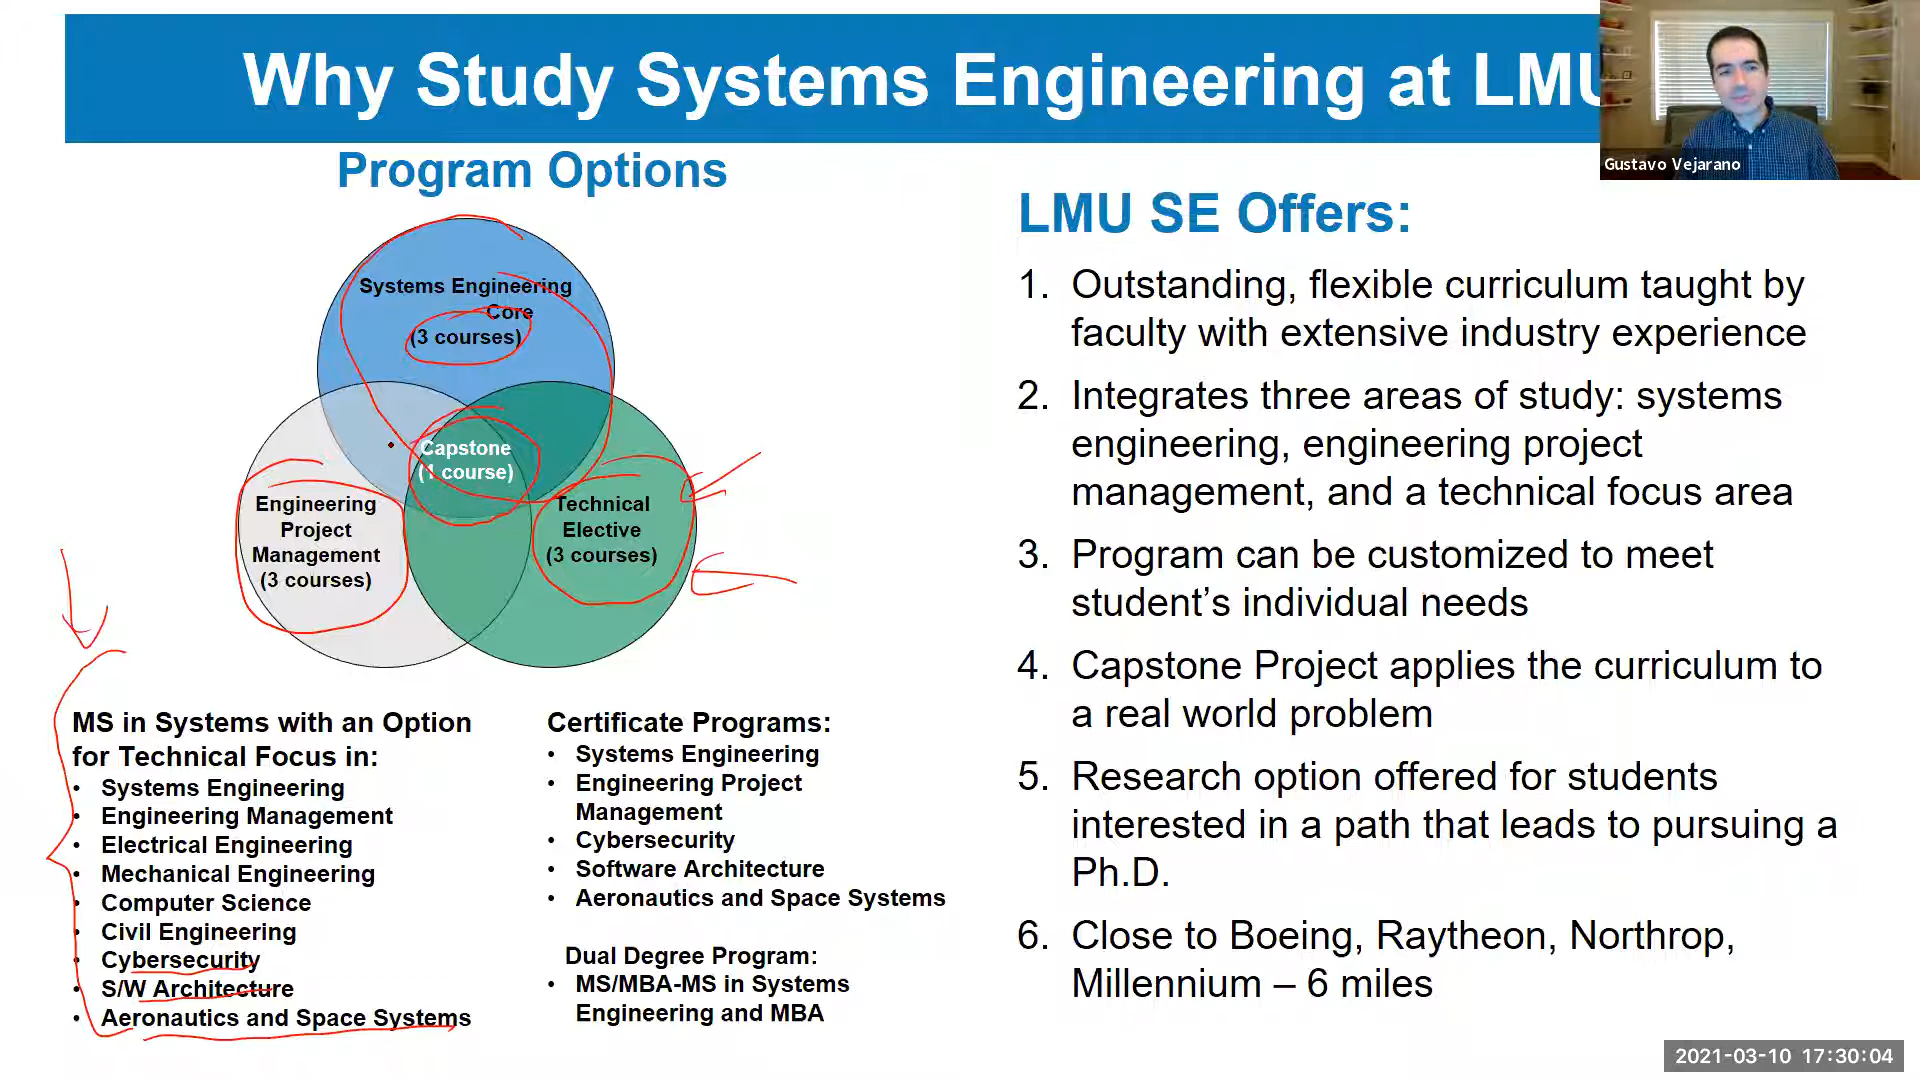 Why Study Systems Engineering at LMU
Gustavo Vejarano
Program Options
Systems Engineering
Core
(3 courses)
Capstone
(1 course)
Engineering
Project
Management
(3 courses)
Technical
Elective
(3 courses)
MS in Systems with an Option
for Technical Focus in:
• Systems Engineering
• Engineering Management
• Electrical Engineering
• Mechanical Engineering
• Computer Science
• Civil Engineering
• Cybersecurity
• S/W Architecture
• Aeronautics and Space Systems
Certificate Programs:
• Systems Engineering
• Engineering Project
Management
• Cybersecurity
• Software Architecture
• Aeronautics and Space Systems
Dual Degree Program:
• MS/MBA-MS in Systems
Engineering and MBA
LMU SE Offers:
1. Outstanding, flexible curriculum taught by
faculty with extensive industry experience
2. Integrates three areas of study: systems
engineering, engineering project
management, and a technical focus area
3. Program can be customized to meet
student’s individual needs
4. Capstone Project applies the curriculum to
a real world problem
5. Research option offered for students
interested in a path that leads to pursuing a
Ph.D.
6. Close to Boeing, Raytheon, Northrop,
Millennium – 6 miles
2021-03-10 17:30:04